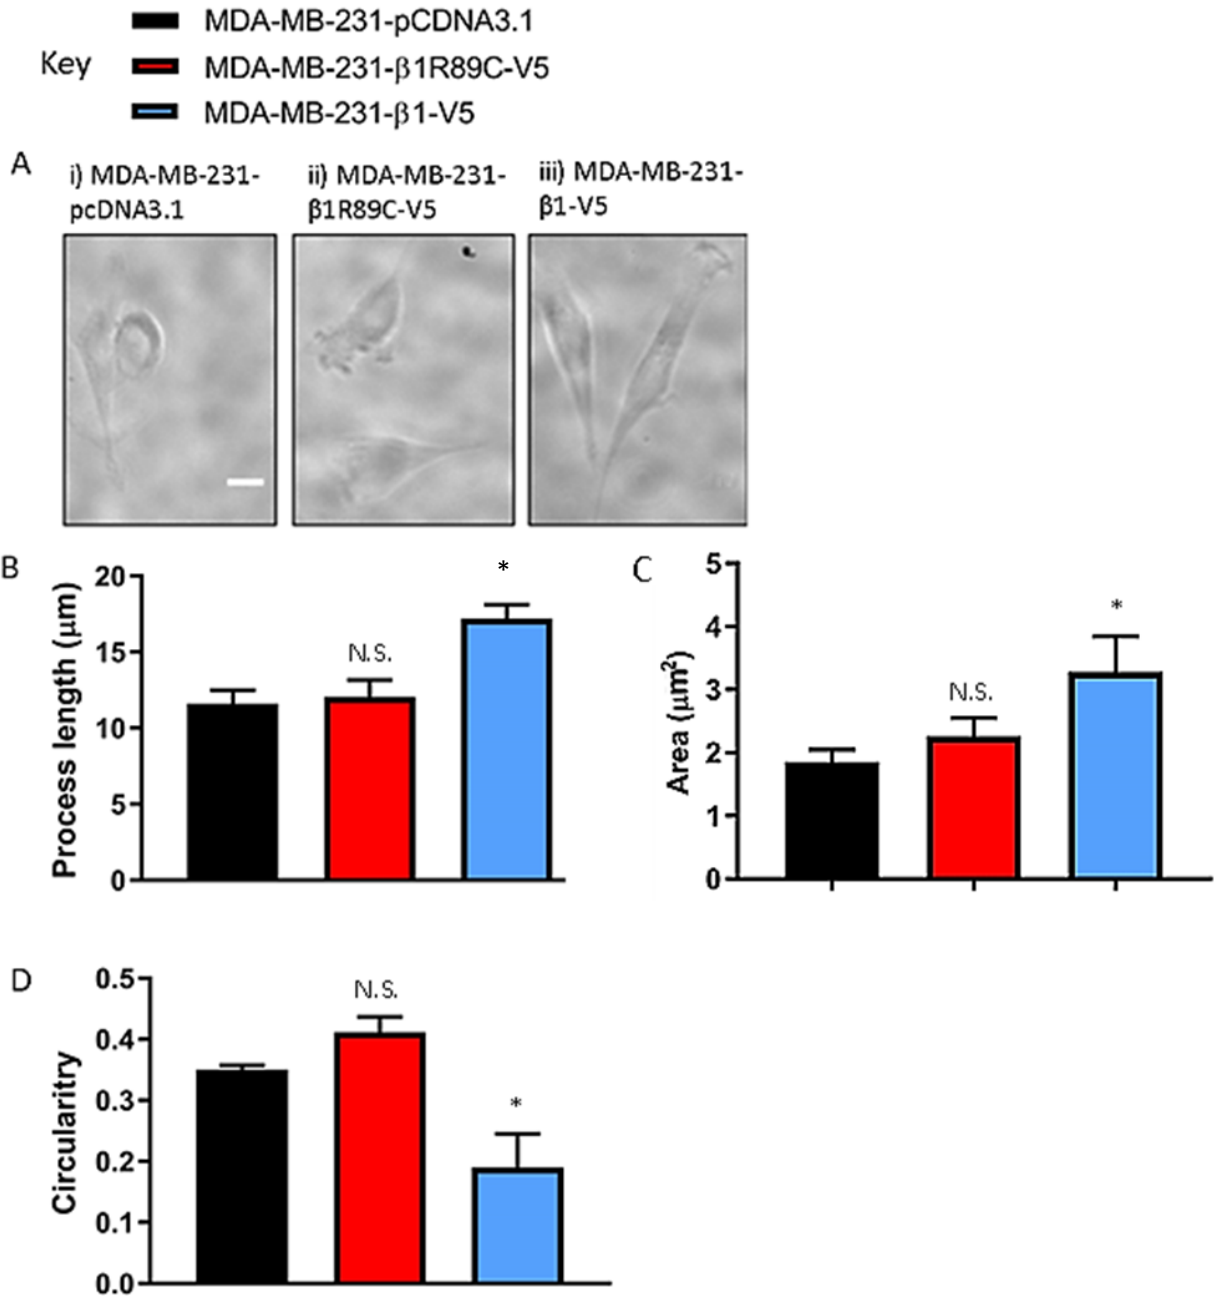 MDA-MB-231-pCDNA3.1
Key
MDA-MB-231-β1R89C-V5
MDA-MB-231-β1-V5
A
i) MDA-MB-231-
pcDNA3.1
ii) MDA-MB-231-
β1R89C-V5
iii) MDA-MB-231-
β1-V5
B
Process length (μm)
20
15
10
5
0
N.S.
*
C
Area (μm²)
5
4
3
2
1
0
N.S.
*
D
Circularitry
0.5
0.4
0.3
0.2
0.1
0.0
N.S.
*